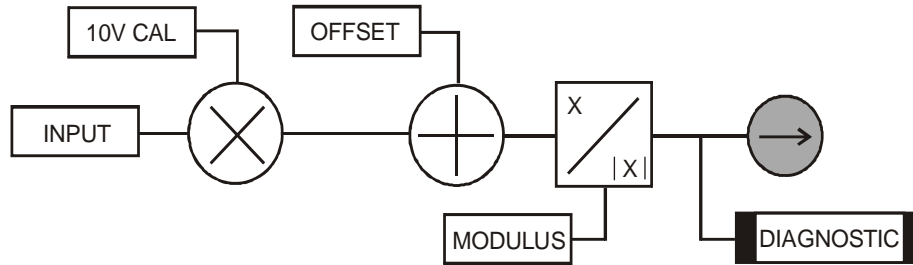 10V CAL
OFFSET
INPUT
X
|X|
MODULUS
DIAGNOSTIC